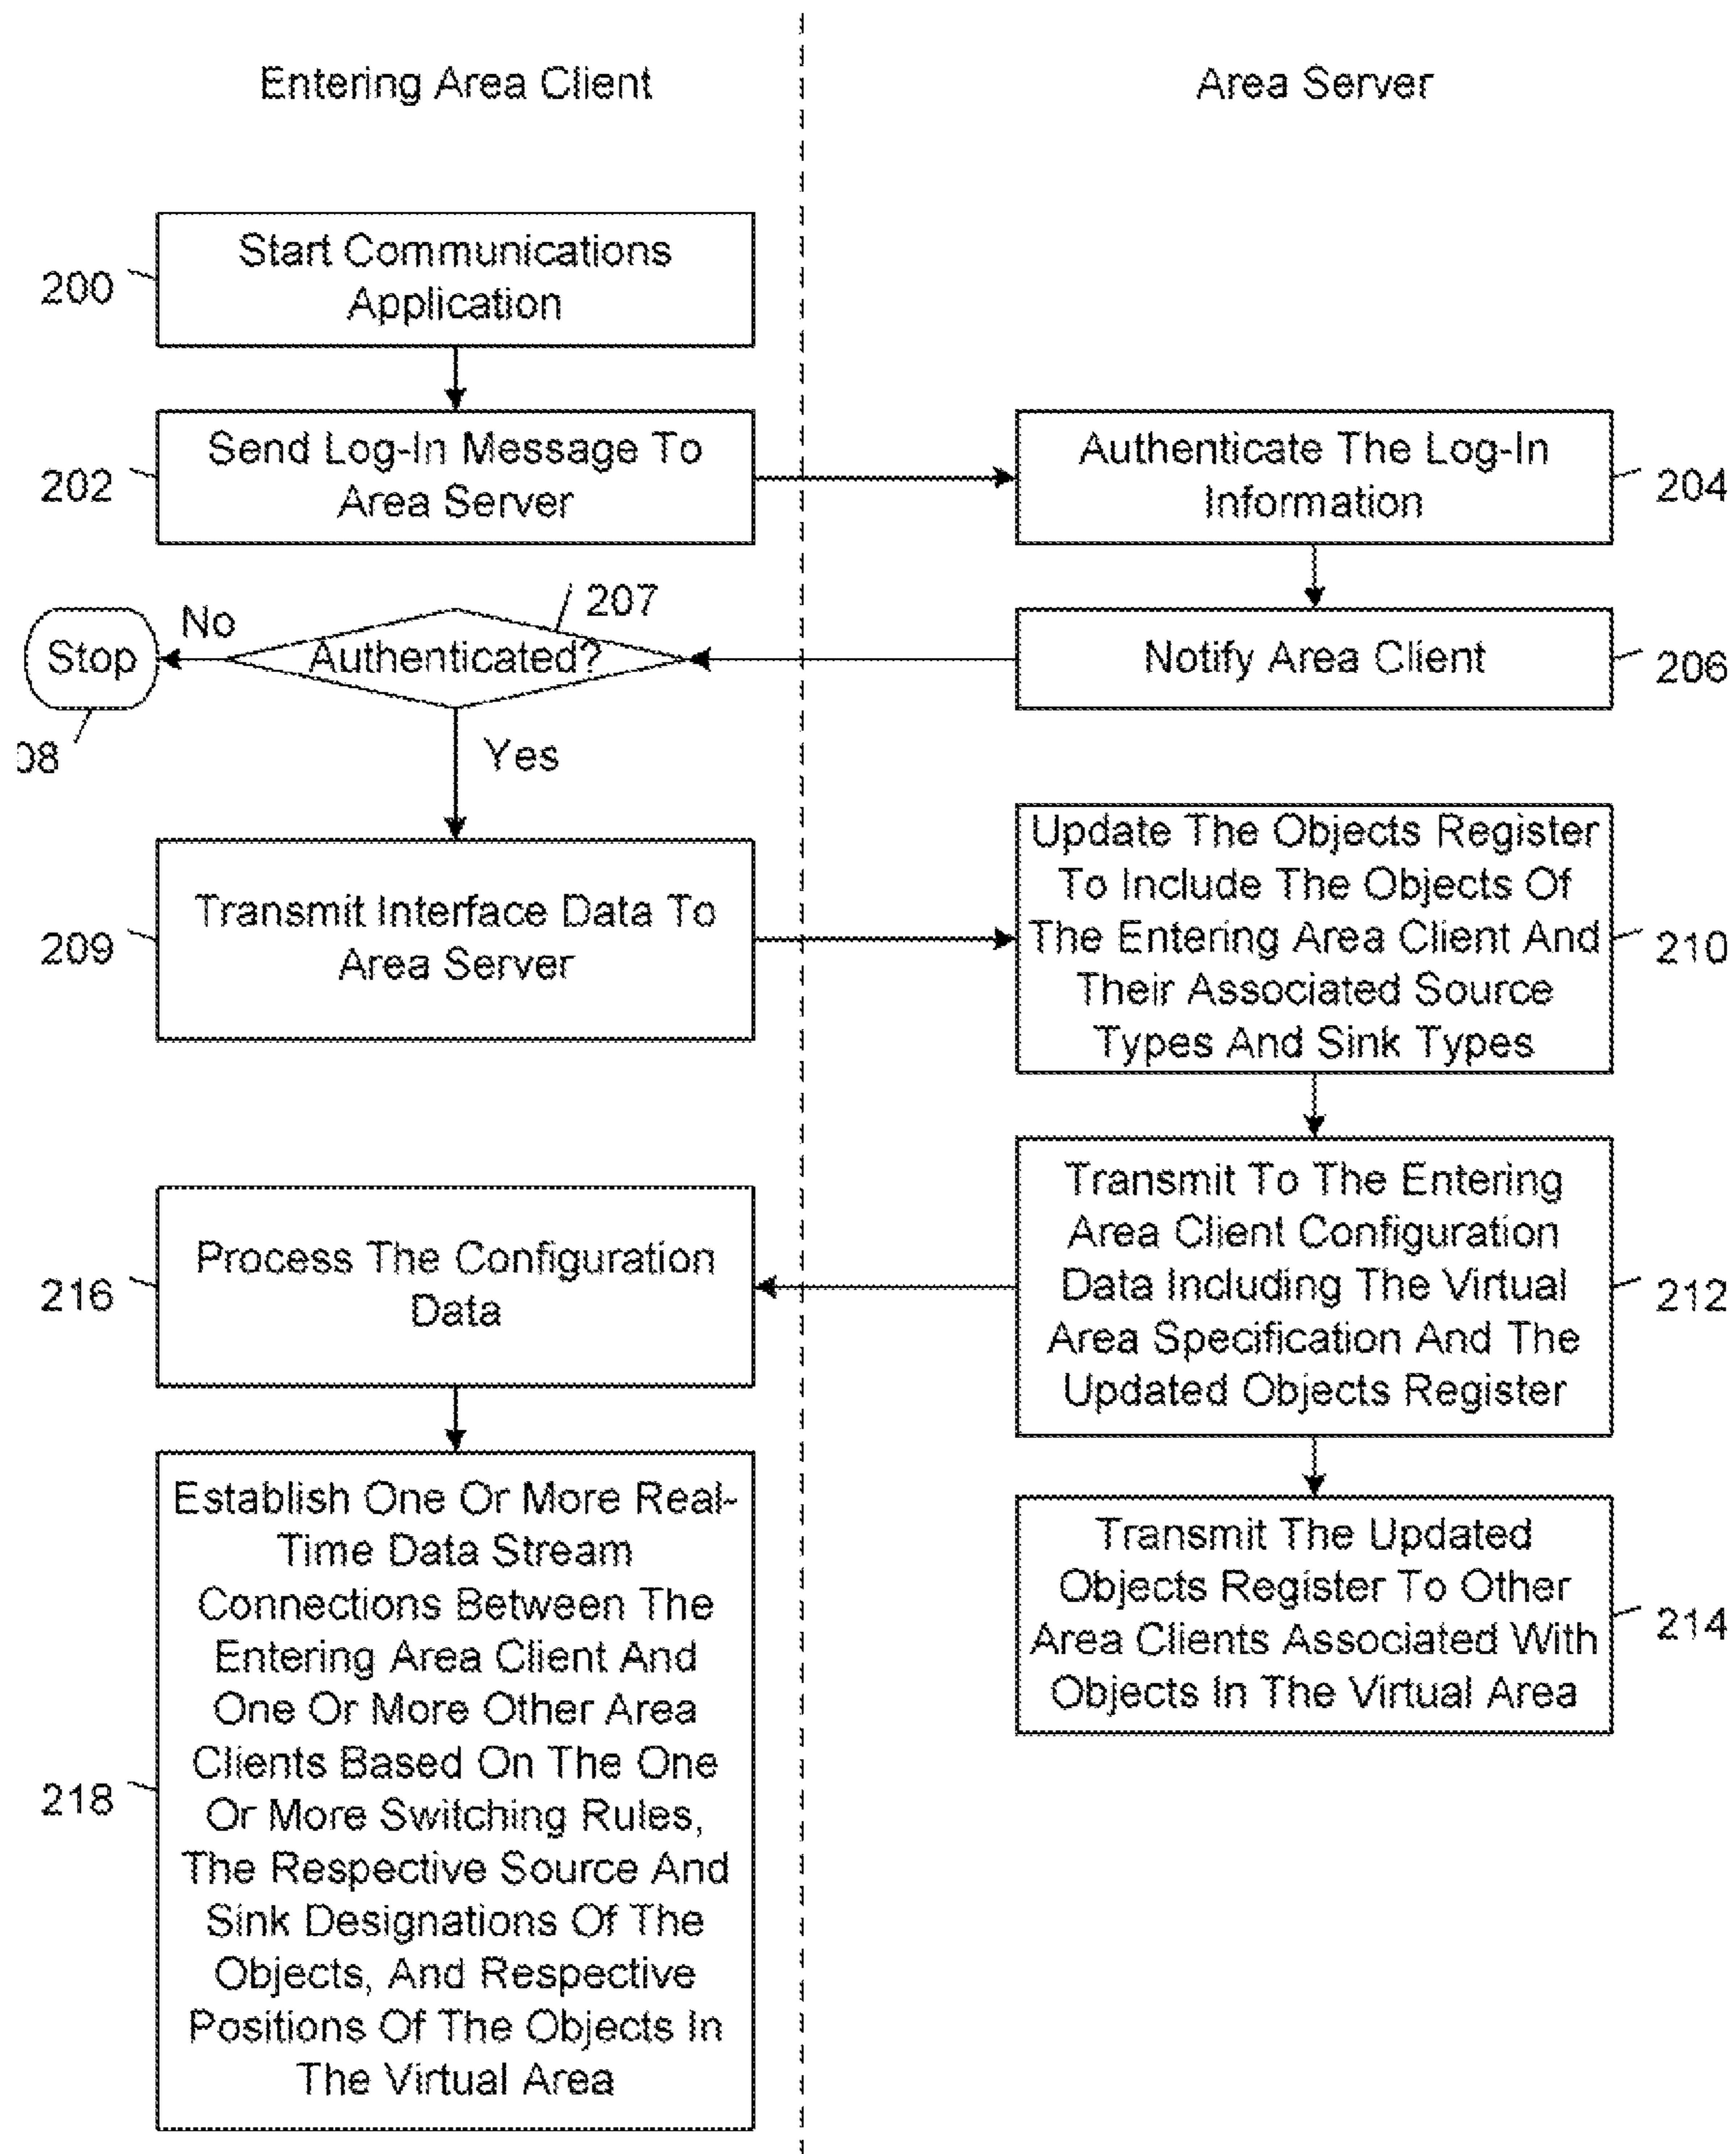 Entering Area Client
Area Server
200
Start Communications
Application
202
Send Log-In Message To
Area Server
Authenticate The Log-In
Information
204
207
No
Stop
Authenticated?
Notify Area Client
206
08
Yes
209
Transmit Interface Data To
Area Server
Update The Objects Register
To Include The Objects Of
The Entering Area Client And
Their Associated Source
Types And Sink Types
210
216
Process The Configuration
Data
Transmit To The Entering
Area Client Configuration
Data Including The Virtual
Area Specification And The
Updated Objects Register
212
218
Establish One Or More Real-
Time Data Stream
Connections Between The
Entering Area Client And
One Or More Other Area
Clients Based On The One
Or More Switching Rules,
The Respective Source And
Sink Designations Of The
Objects, And Respective
Positions Of The Objects In
The Virtual Area
Transmit The Updated
Objects Register To Other
Area Clients Associated With
Objects In The Virtual Area
214